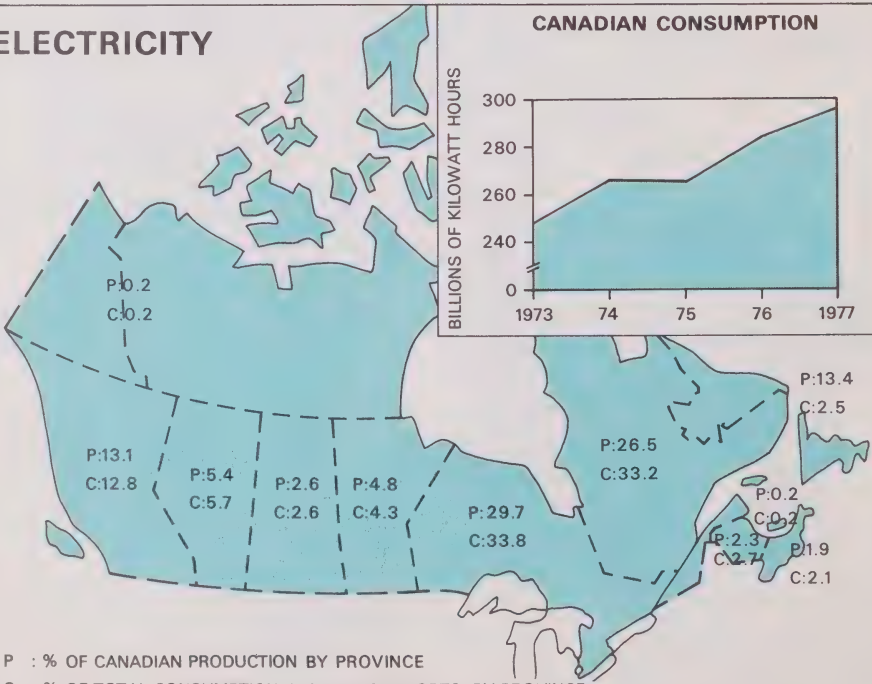 ELECTRICITY
CANADIAN CONSUMPTION
BILLIONS OF KILOWATT HOURS
300
280
260
240
0
1973 74 75 76 1977
P:0.2
C:0.2
P:13.1
C:12.8
P:5.4
C:5.7
P:2.6
C:2.6
P:4.8
C:4.3
P:29.7
C:33.8
P:26.5
C:33.2
P:13.4
C:2.5
P:0.2
C:0.2
P:2.3
C:2.7
P:1.9
C:2.1
P : % OF CANADIAN PRODUCTION BY PROVINCE